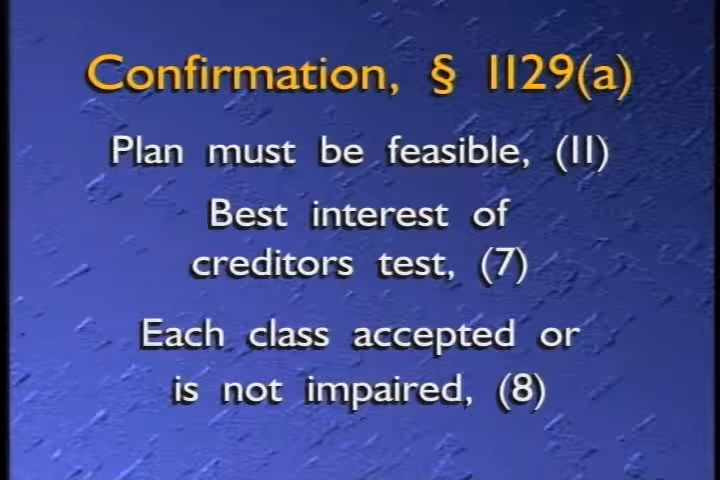 Confirmation, § 1129(a)
Plan must be feasible, (11)
Best interest of
creditors test, (7)
Each class accepted or
is not impaired, (8)